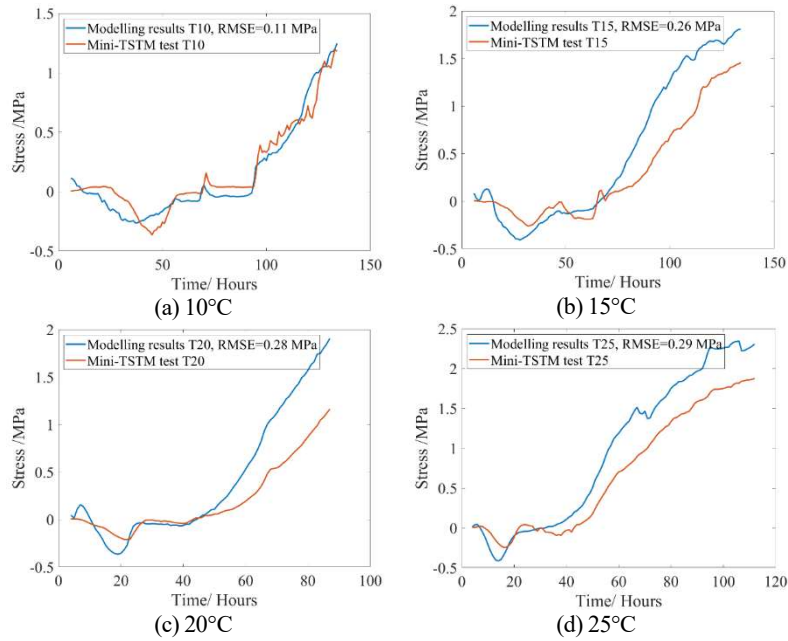 Modelling results T10, RMSE=0.11 MPa
Mini-TSTM test T10
Stress /MPa
1.5
1
0.5
0
-0.5
0
50
100
150
Time/ Hours
(a) 10°C
Modelling results T15, RMSE=0.26 MPa
Mini-TSTM test T15
Stress /MPa
2
1.5
1
0.5
0
-0.5
0
50
100
150
Time/ Hours
(b) 15°C
Modelling results T20, RMSE=0.28 MPa
Mini-TSTM test T20
Stress /MPa
2
1.5
1
0.5
0
-0.5
0
20
40
60
80
100
Time/ Hours
(c) 20°C
Modelling results T25, RMSE=0.29 MPa
Mini-TSTM test T25
Stress /MPa
2.5
2
1.5
1
0.5
0
-0.5
0
20
40
60
80
100
120
Time/ Hours
(d) 25°C